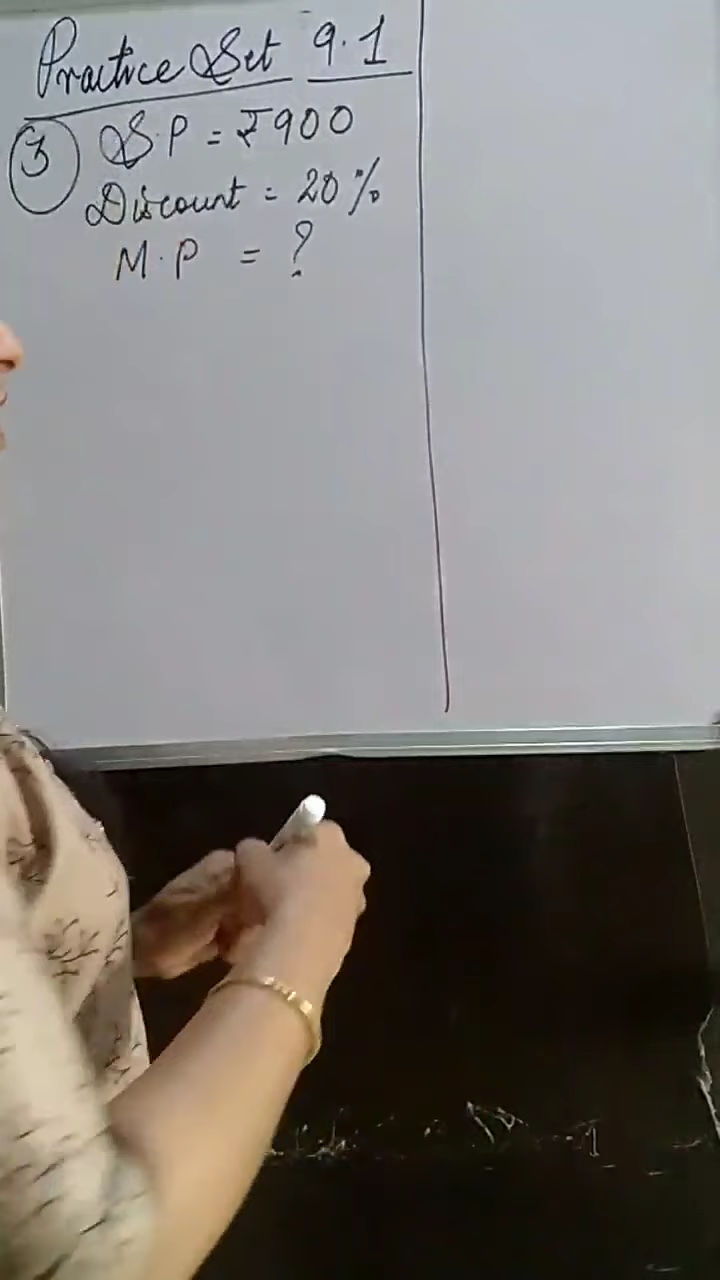 Practice Set 9.1
3 S.P = ₹900
Discount = 20%
M.P = ?